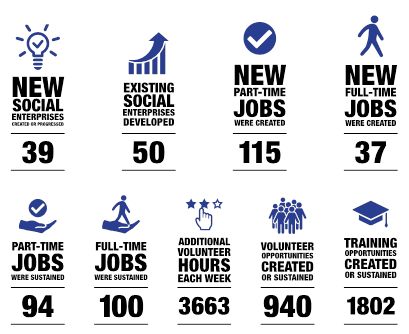 NEW
SOCIAL
ENTERPRISES
CREATED OR PROGRESSED
39
EXISTING
SOCIAL
ENTERPRISES
DEVELOPED
50
NEW
PART-TIME
JOBS
WERE CREATED
115
NEW
FULL-TIME
JOBS
WERE CREATED
37
PART-TIME
JOBS
WERE SUSTAINED
94
FULL-TIME
JOBS
WERE SUSTAINED
100
ADDITIONAL
VOLUNTEER
HOURS
EACH WEEK
3663
VOLUNTEER
OPPORTUNITIES
CREATED
OR SUSTAINED
940
TRAINING
OPPORTUNITIES
CREATED
OR SUSTAINED
1802